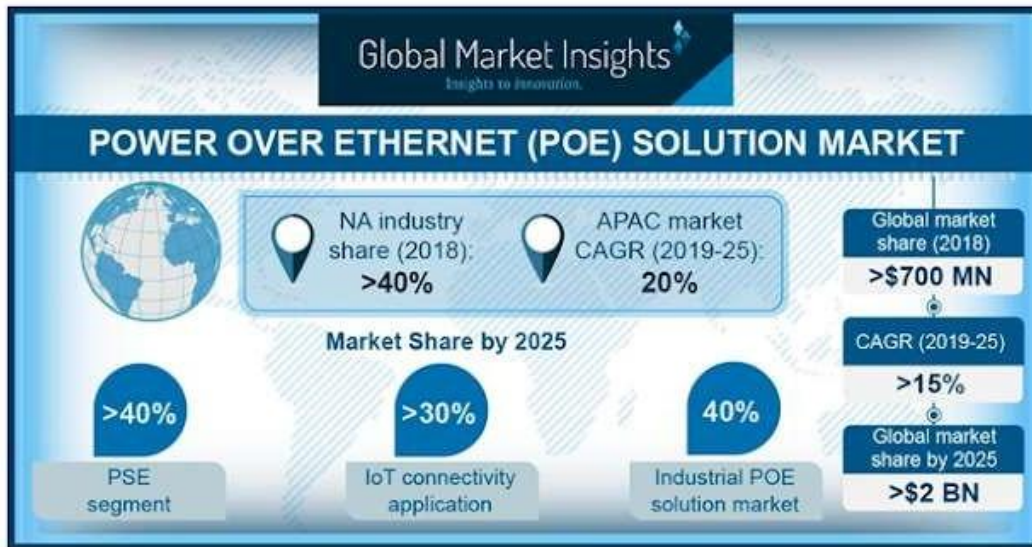 Global Market Insights
Insights to innovation.
POWER OVER ETHERNET (POE) SOLUTION MARKET
NA industry
share (2018):
>40%
APAC market
CAGR (2019-25):
20%
Global market
share (2018)
>$700 MN
CAGR (2019-25)
>15%
Global market
share by 2025
>$2 BN
Market Share by 2025
>40%
PSE
segment
>30%
IoT connectivity
application
40%
Industrial POE
solution market